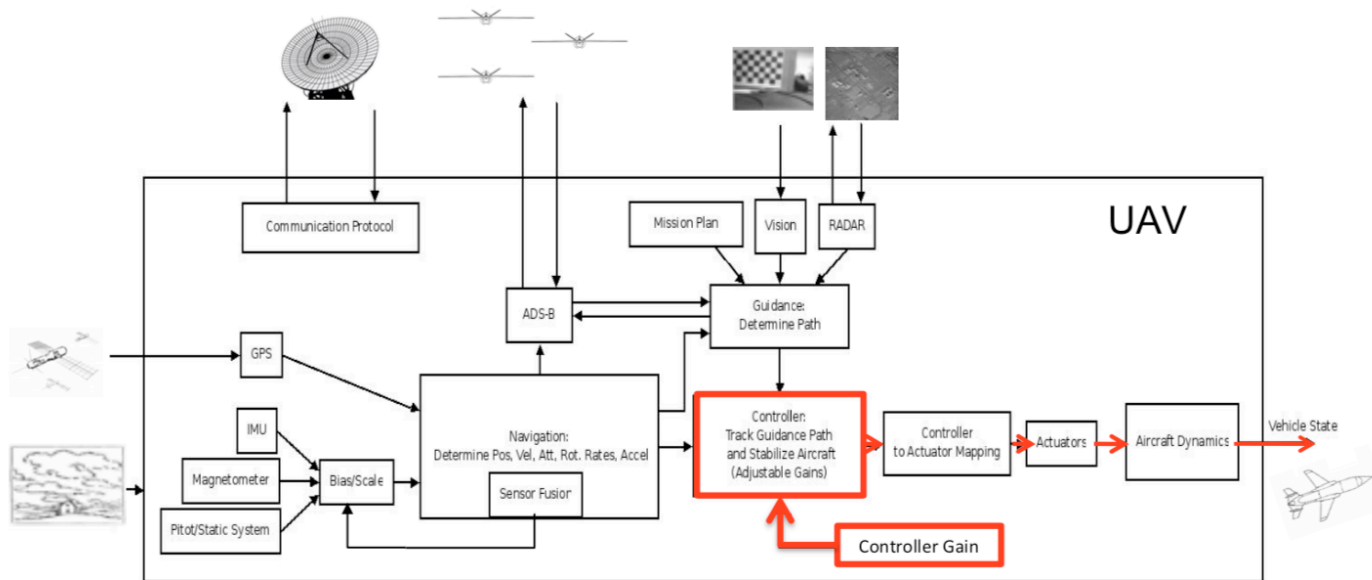 UAV
Communication Protocol
Mission Plan
Vision
RADAR
ADS-B
Guidance:
Determine Path
GPS
IMU
Magnetometer
Pitot/Static System
Bias/Scale
Navigation:
Determine Pos, Vel, Att, Rot. Rates, Accel
Sensor Fusion
Controller:
Track Guidance Path
and Stabilize Aircraft
(Adjustable Gains)
Controller Gain
Controller
to Actuator Mapping
Actuators
Aircraft Dynamics
Vehicle State